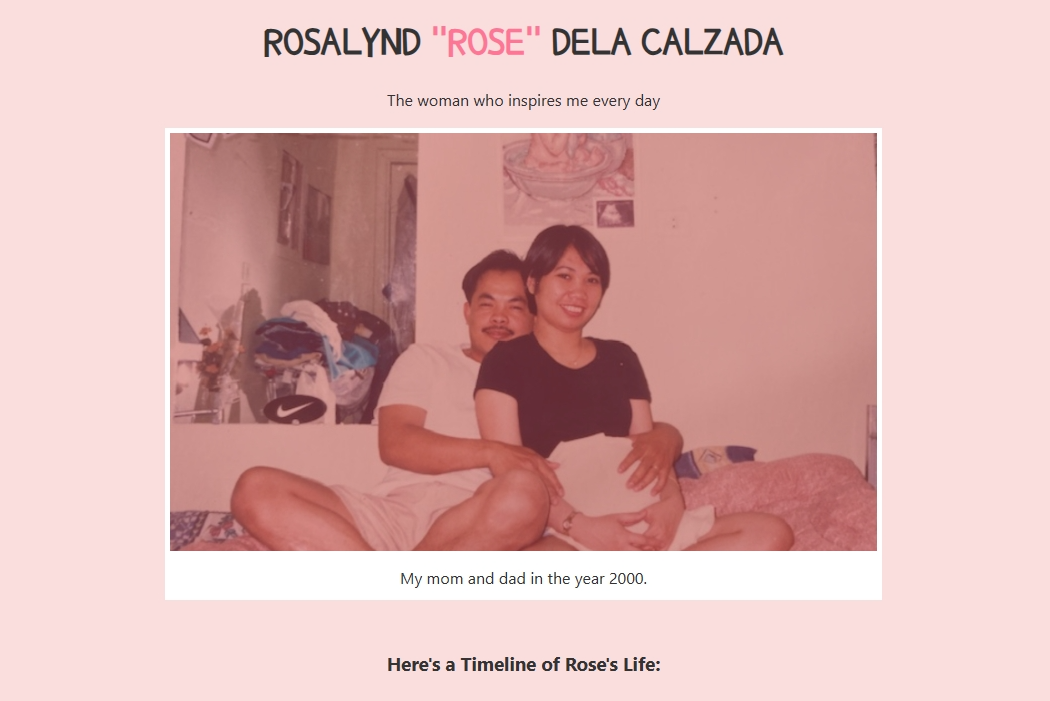 ROSALYND "ROSE" DELA CALZADA
The woman who inspires me every day
My mom and dad in the year 2000.
Here's a Timeline of Rose's Life: